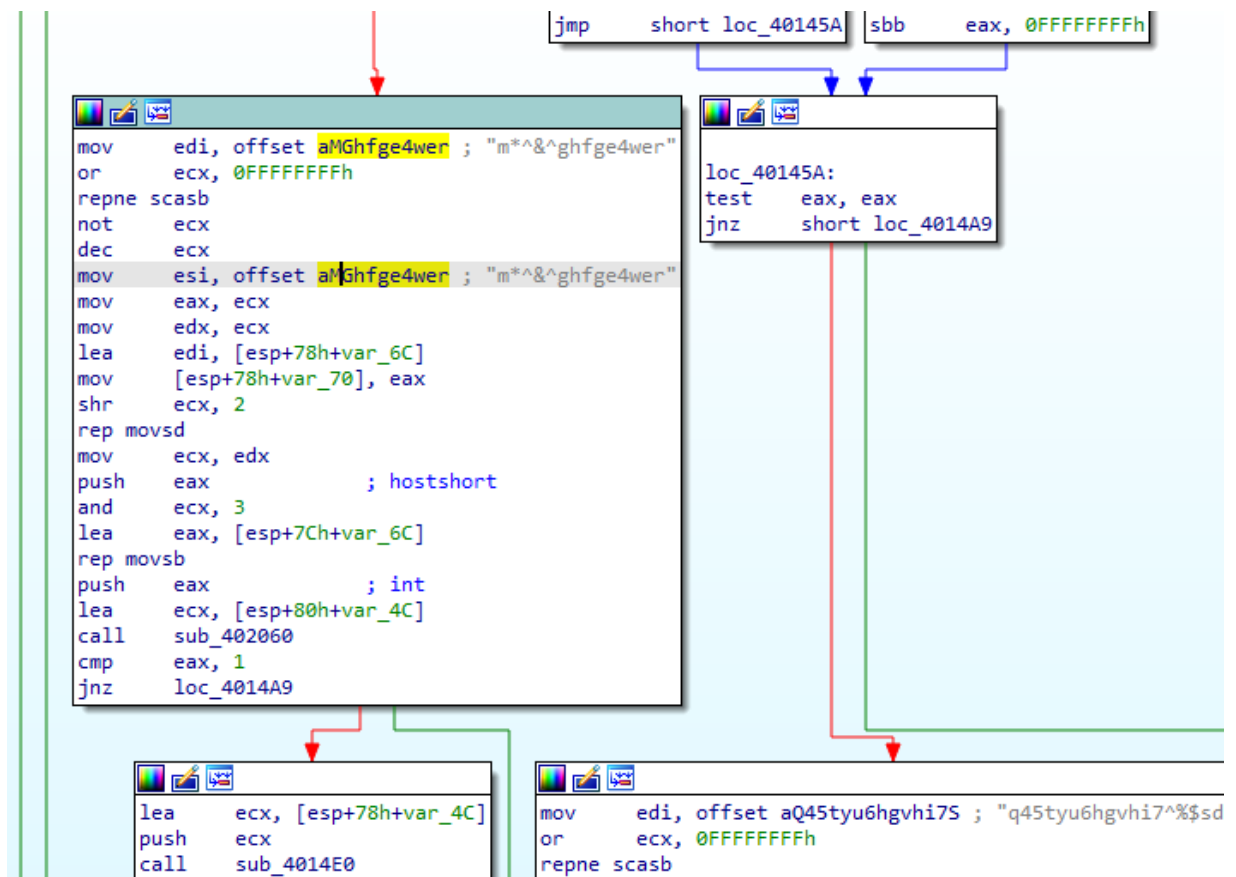 jmp     short loc_40145A
sbb     eax, 0FFFFFFFFh
mov     edi, offset aMGhfge4wer ; "m*^&^ghfge4wer"
or      ecx, 0FFFFFFFFh
repne scasb
not     ecx
dec     ecx
mov     esi, offset aMGhfge4wer ; "m*^&^ghfge4wer"
mov     eax, ecx
mov     edx, ecx
lea     edi, [esp+78h+var_6C]
mov     [esp+78h+var_70], eax
shr     ecx, 2
rep movsd
mov     ecx, edx
push    eax             ; hostshort
and     ecx, 3
lea     eax, [esp+7Ch+var_6C]
rep movsb
push    eax             ; int
lea     ecx, [esp+80h+var_4C]
call    sub_402060
cmp     eax, 1
jnz     loc_4014A9
loc_40145A:
test    eax, eax
jnz     short loc_4014A9
lea     ecx, [esp+78h+var_4C]
push    ecx
call    sub_4014E0
mov     edi, offset aQ45tyu6hgvhi7S ; "q45tyu6hgvhi7^%$sd
or      ecx, 0FFFFFFFFh
repne scasb